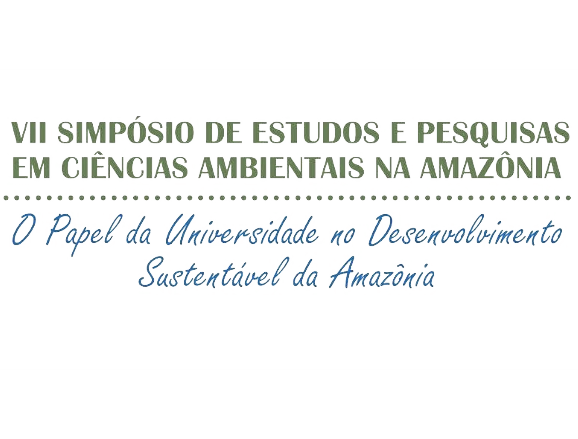 VII SIMPÓSIO DE ESTUDOS E PESQUISAS
EM CIÊNCIAS AMBIENTAIS NA AMAZÔNIA
O Papel da Universidade no Desenvolvimento
Sustentável da Amazônia